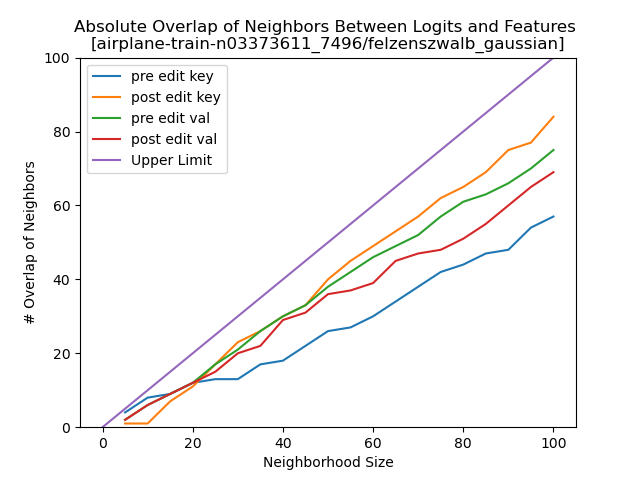 Absolute Overlap of Neighbors Between Logits and Features
[airplane-train-n03373611_7496/felzenszwalb_gaussian]
100
80
60
40
20
0
# Overlap of Neighbors
pre edit key
post edit key
pre edit val
post edit val
Upper Limit
0 20 40 60 80 100
Neighborhood Size